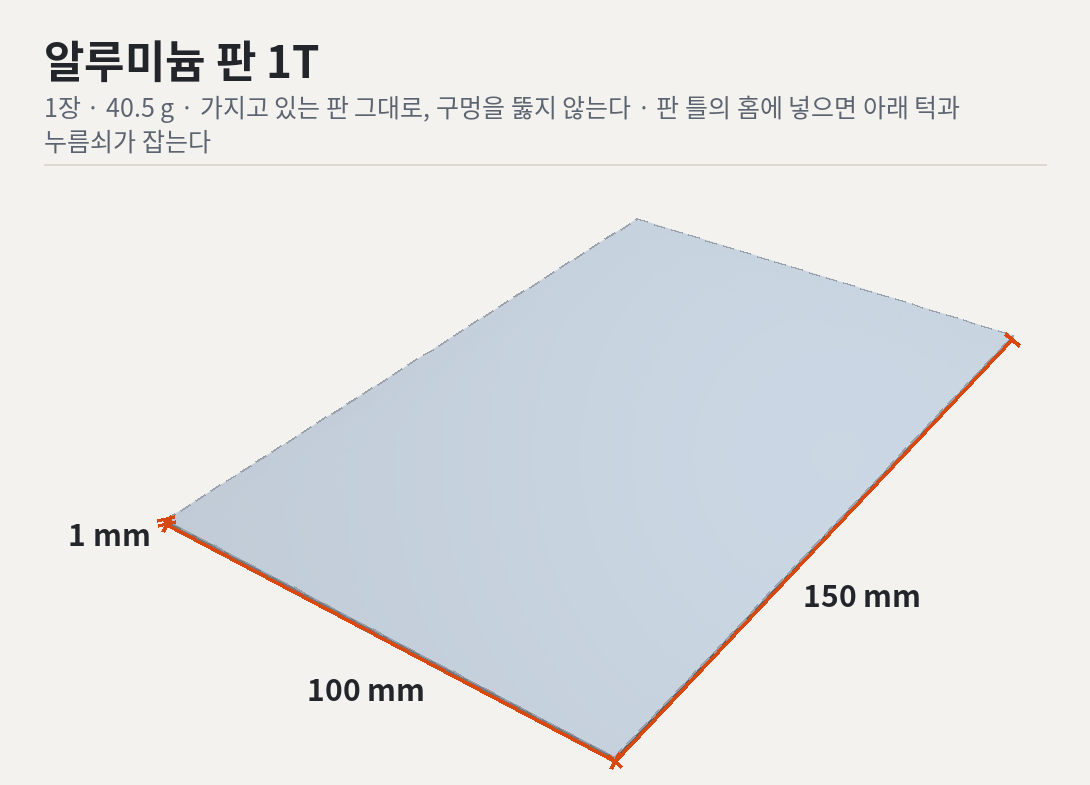 알루미늄 판 1T
1장 · 40.5 g · 가지고 있는 판 그대로, 구멍을 뚫지 않는다 · 판 틀의 홈에 넣으면 아래 턱과
누름쇠가 잡는다
1 mm
150 mm
100 mm